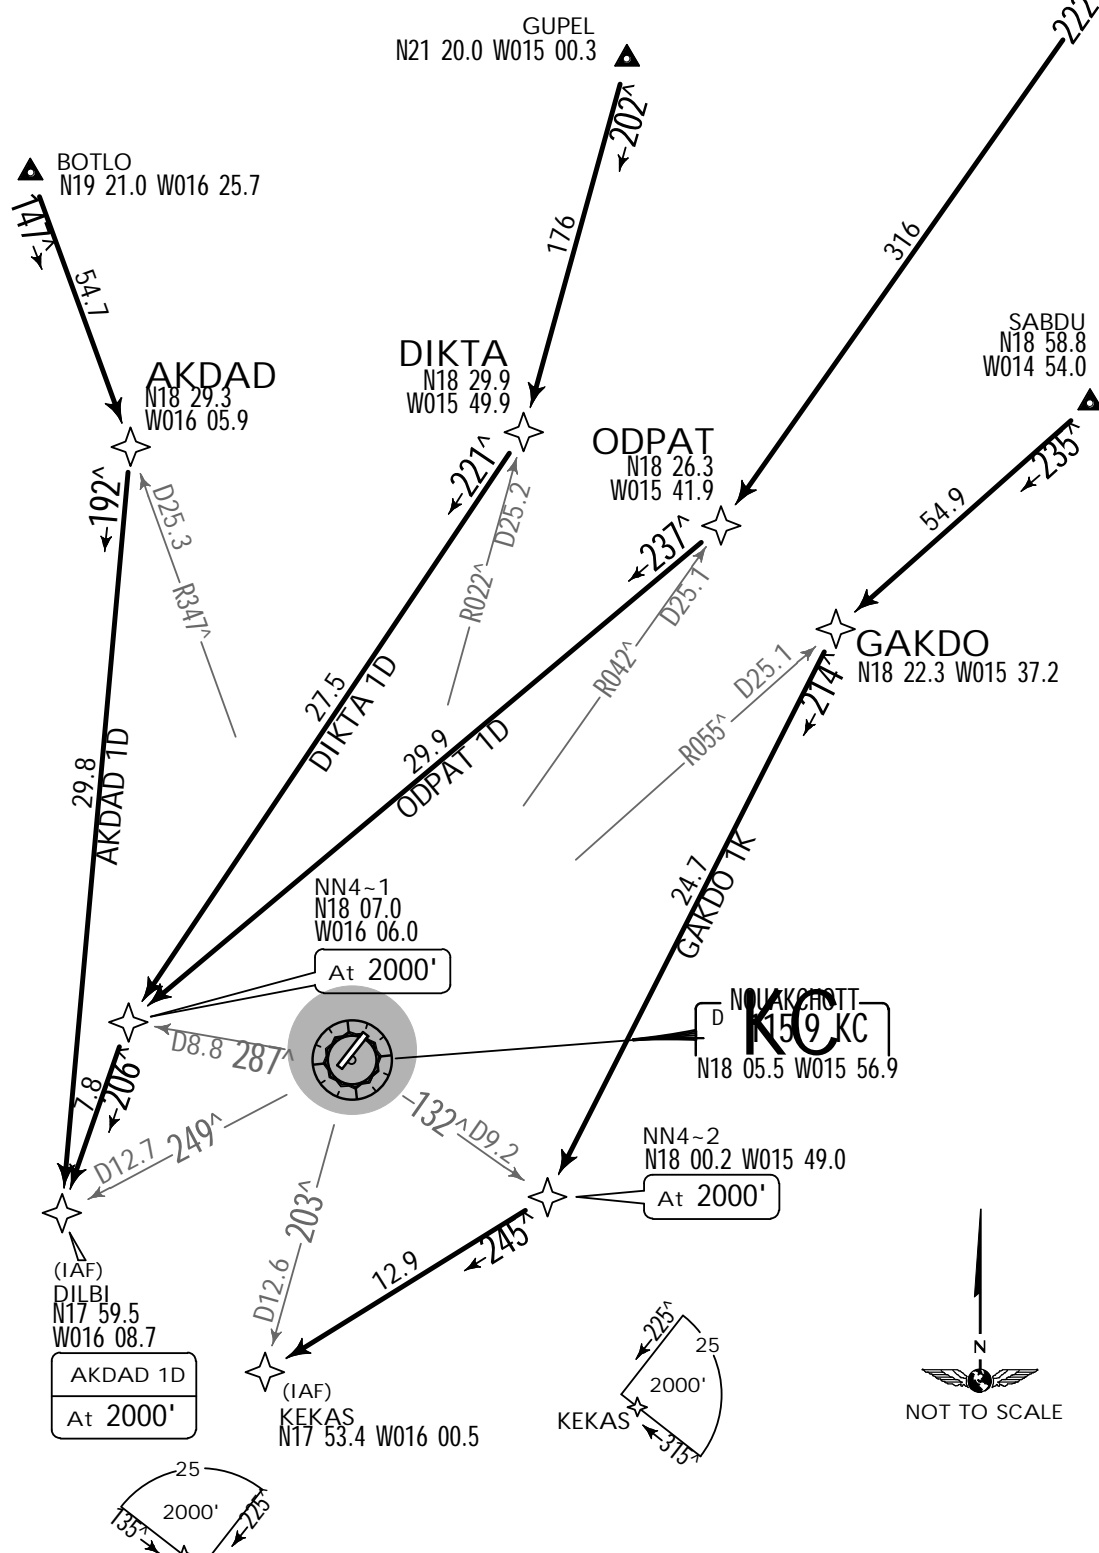 GUPEL
N21 20.0 W015 00.3
222
202^
BOTLO
N19 21.0 W016 25.7
147^
54.7
176
316
SABDU
N18 58.8
W014 54.0
235^
54.9
AKDAD
N18 29.3
W016 05.9
DIKTA
N18 29.9
W015 49.9
ODPAT
N18 26.3
W015 41.9
GAKDO
N18 22.3 W015 37.2
192^
D25.3
R347^
221^
D25.2
R022^
237^
D25.1
R042^
D25.1
R055^
214^
29.8
AKDAD 1D
27.5
DIKTA 1D
29.9
ODPAT 1D
24.7
GAKDO 1K
NN4~1
N18 07.0
W016 06.0
At 2000'
NOUAKCHOTT
D 115.9 KC
KC
N18 05.5 W015 56.9
D8.8 287^
7.8
206^
D12.7 249^
132^ D9.2
D12.6 203^
NN4~2
N18 00.2 W015 49.0
At 2000'
245^
12.9
(IAF)
DILBI
N17 59.5
W016 08.7
AKDAD 1D
At 2000'
(IAF)
KEKAS
N17 53.4 W016 00.5
225^
25
2000'
KEKAS
315^
N
NOT TO SCALE
25
2000'
135^
225^